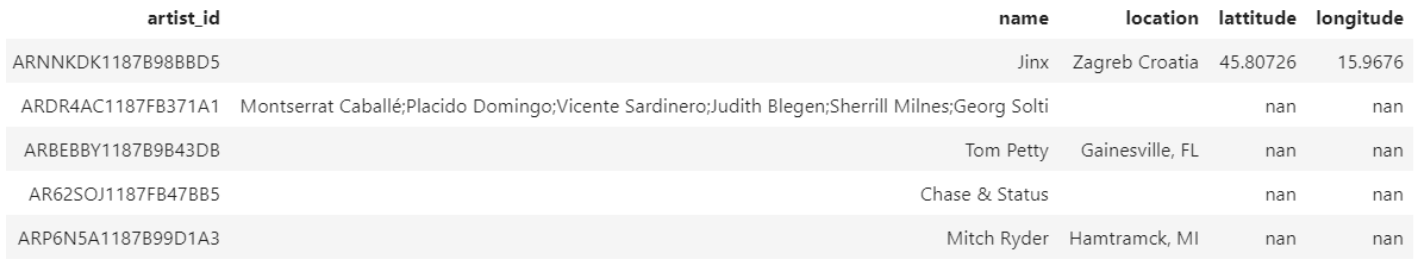 artist_id name location lattitude longitude
ARNNKDK1187B98BBD5 Jinx Zagreb Croatia 45.80726 15.9676
ARDR4AC1187FB371A1 Montserrat Caballé;Placido Domingo;Vicente Sardinero;Judith Blegen;Sherrill Milnes;Georg Solti nan nan
ARBEBBY1187B9B43DB Tom Petty Gainesville, FL nan nan
AR62SOJ1187FB47BB5 Chase & Status nan nan
ARP6N5A1187B99D1A3 Mitch Ryder Hamtramck, MI nan nan